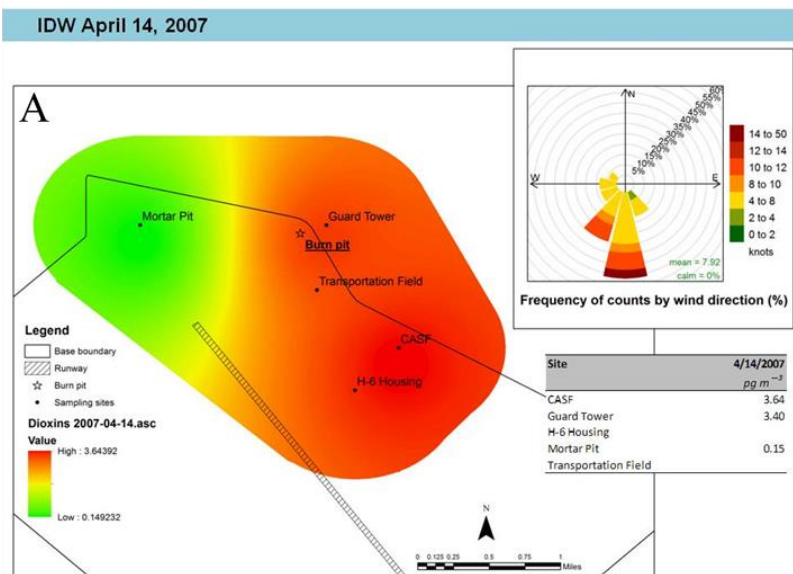 IDW April 14, 2007
A
Mortar Pit
Guard Tower
Burn pit
Transportation Field
CASF
H-6 Housing
Legend
Base boundary
Runway
Burn pit
Sampling sites
Dioxins 2007-04-14.asc
Value
High : 3.64392
Low : 0.149232
N
0 0.125 0.25 0.5 0.75 1
Miles
N
W
E
5%
10%
15%
20%
25%
30%
35%
40%
45%
50%
55%
60%
14 to 50
12 to 14
10 to 12
8 to 10
4 to 8
2 to 4
0 to 2
knots
mean = 7.92
calm = 0%
Frequency of counts by wind direction (%)
Site 4/14/2007
pg m⁻³
CASF 3.64
Guard Tower 3.40
H-6 Housing
Mortar Pit 0.15
Transportation Field